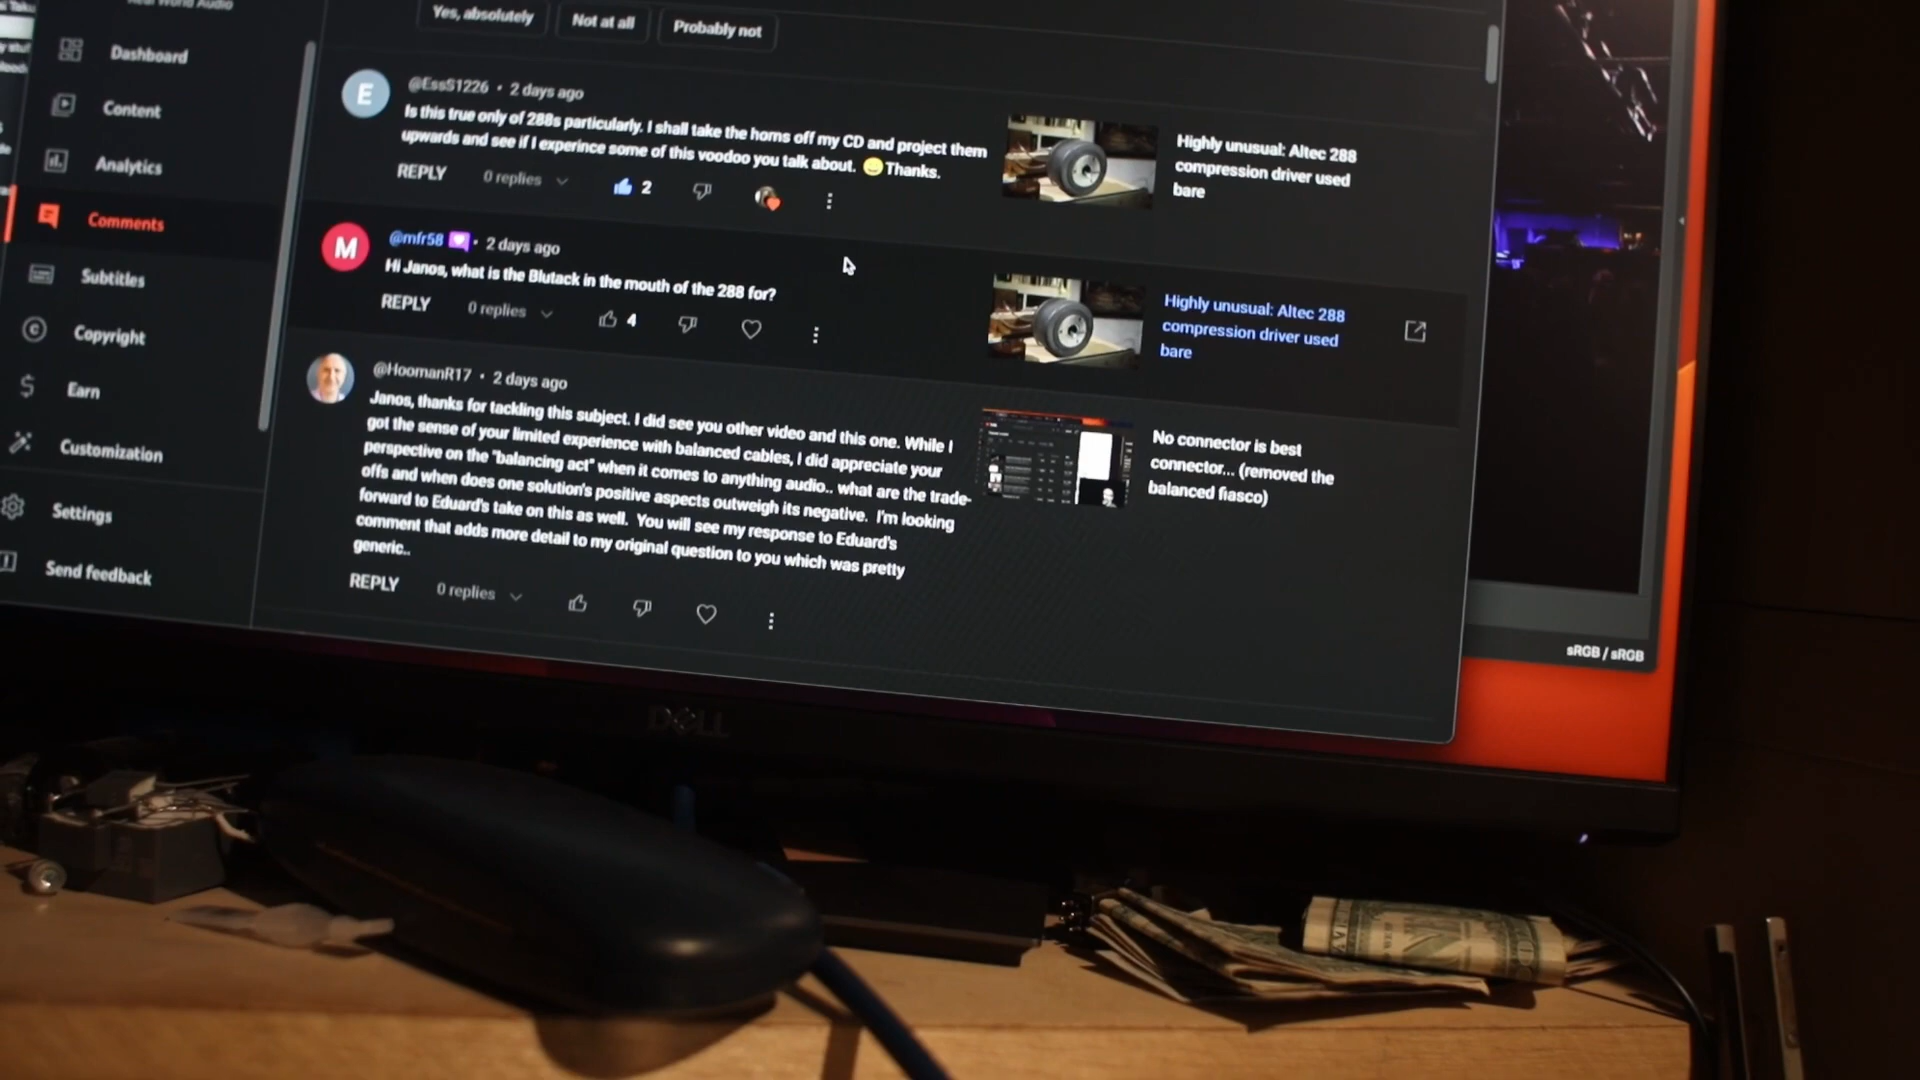 Real World Audio
Yes, absolutely
Not at all
Probably not
Dashboard
Content
Analytics
Comments
Subtitles
Copyright
Earn
Customization
Settings
Send feedback
E
@EssS1226 • 2 days ago
Is this true only of 288s particularly. I shall take the horns off my CD and project them
upwards and see if I experince some of this voodoo you talk about. 😀Thanks.
REPLY
0 replies
2
Highly unusual: Altec 288
compression driver used
bare
M
@mfr58 • 2 days ago
Hi Janos, what is the Blutack in the mouth of the 288 for?
REPLY
0 replies
4
Highly unusual: Altec 288
compression driver used
bare
@HoomanR17 • 2 days ago
Janos, thanks for tackling this subject. I did see you other video and this one. While I
got the sense of your limited experience with balanced cables, I did appreciate your
perspective on the "balancing act" when it comes to anything audio.. what are the trade-
offs and when does one solution's positive aspects outweigh its negative. I'm looking
forward to Eduard's take on this as well. You will see my response to Eduard's
comment that adds more detail to my original question to you which was pretty
generic..
REPLY
0 replies
No connector is best
connector... (removed the
balanced fiasco)
sRGB / sRGB
DELL